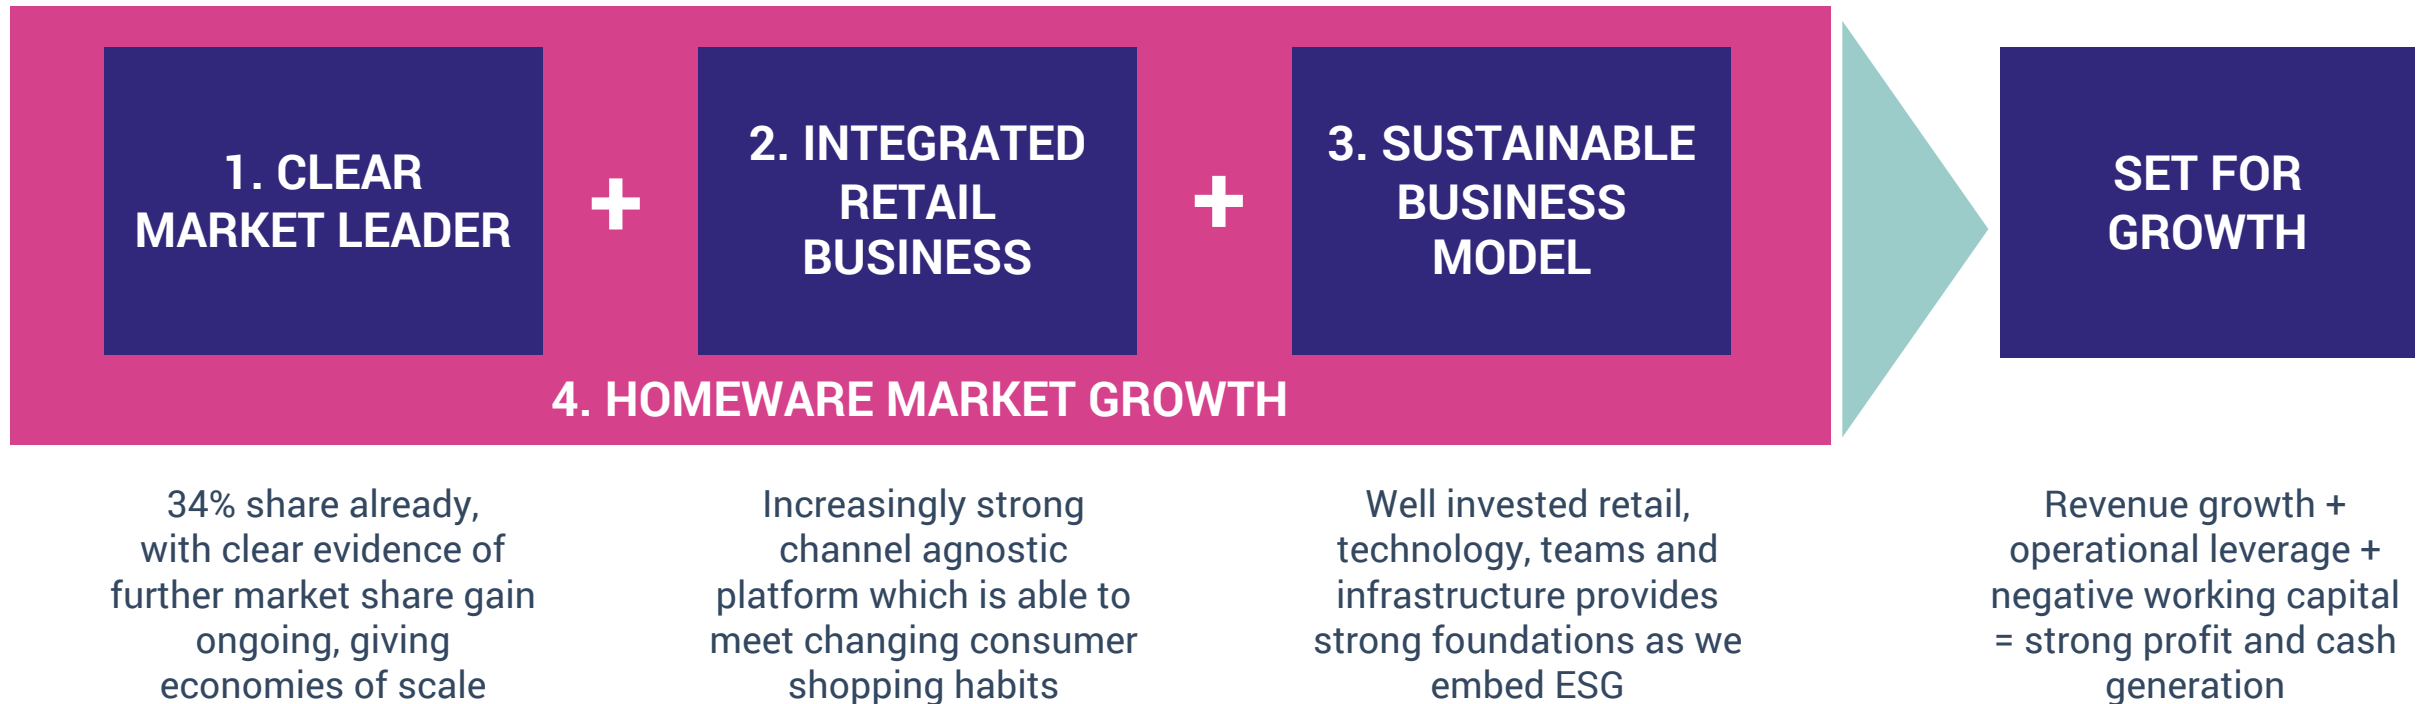 1. CLEAR
MARKET LEADER
+
2. INTEGRATED
RETAIL
BUSINESS
+
3. SUSTAINABLE
BUSINESS
MODEL
SET FOR
GROWTH
4. HOMEWARE MARKET GROWTH
34% share already,
with clear evidence of
further market share gain
ongoing, giving
economies of scale
Increasingly strong
channel agnostic
platform which is able to
meet changing consumer
shopping habits
Well invested retail,
technology, teams and
infrastructure provides
strong foundations as we
embed ESG
Revenue growth +
operational leverage +
negative working capital
= strong profit and cash
generation